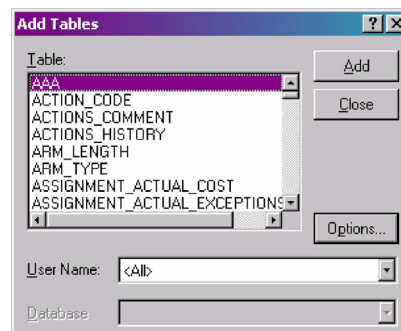 Add Tables
Table:
AAA
ACTION_CODE
ACTIONS_COMMENT
ACTIONS_HISTORY
ARM_LENGTH
ARM_TYPE
ASSIGNMENT_ACTUAL_COST
ASSIGNMENT_ACTUAL_EXCEPTIONS
Add
Close
Options...
User Name: <All>
Database